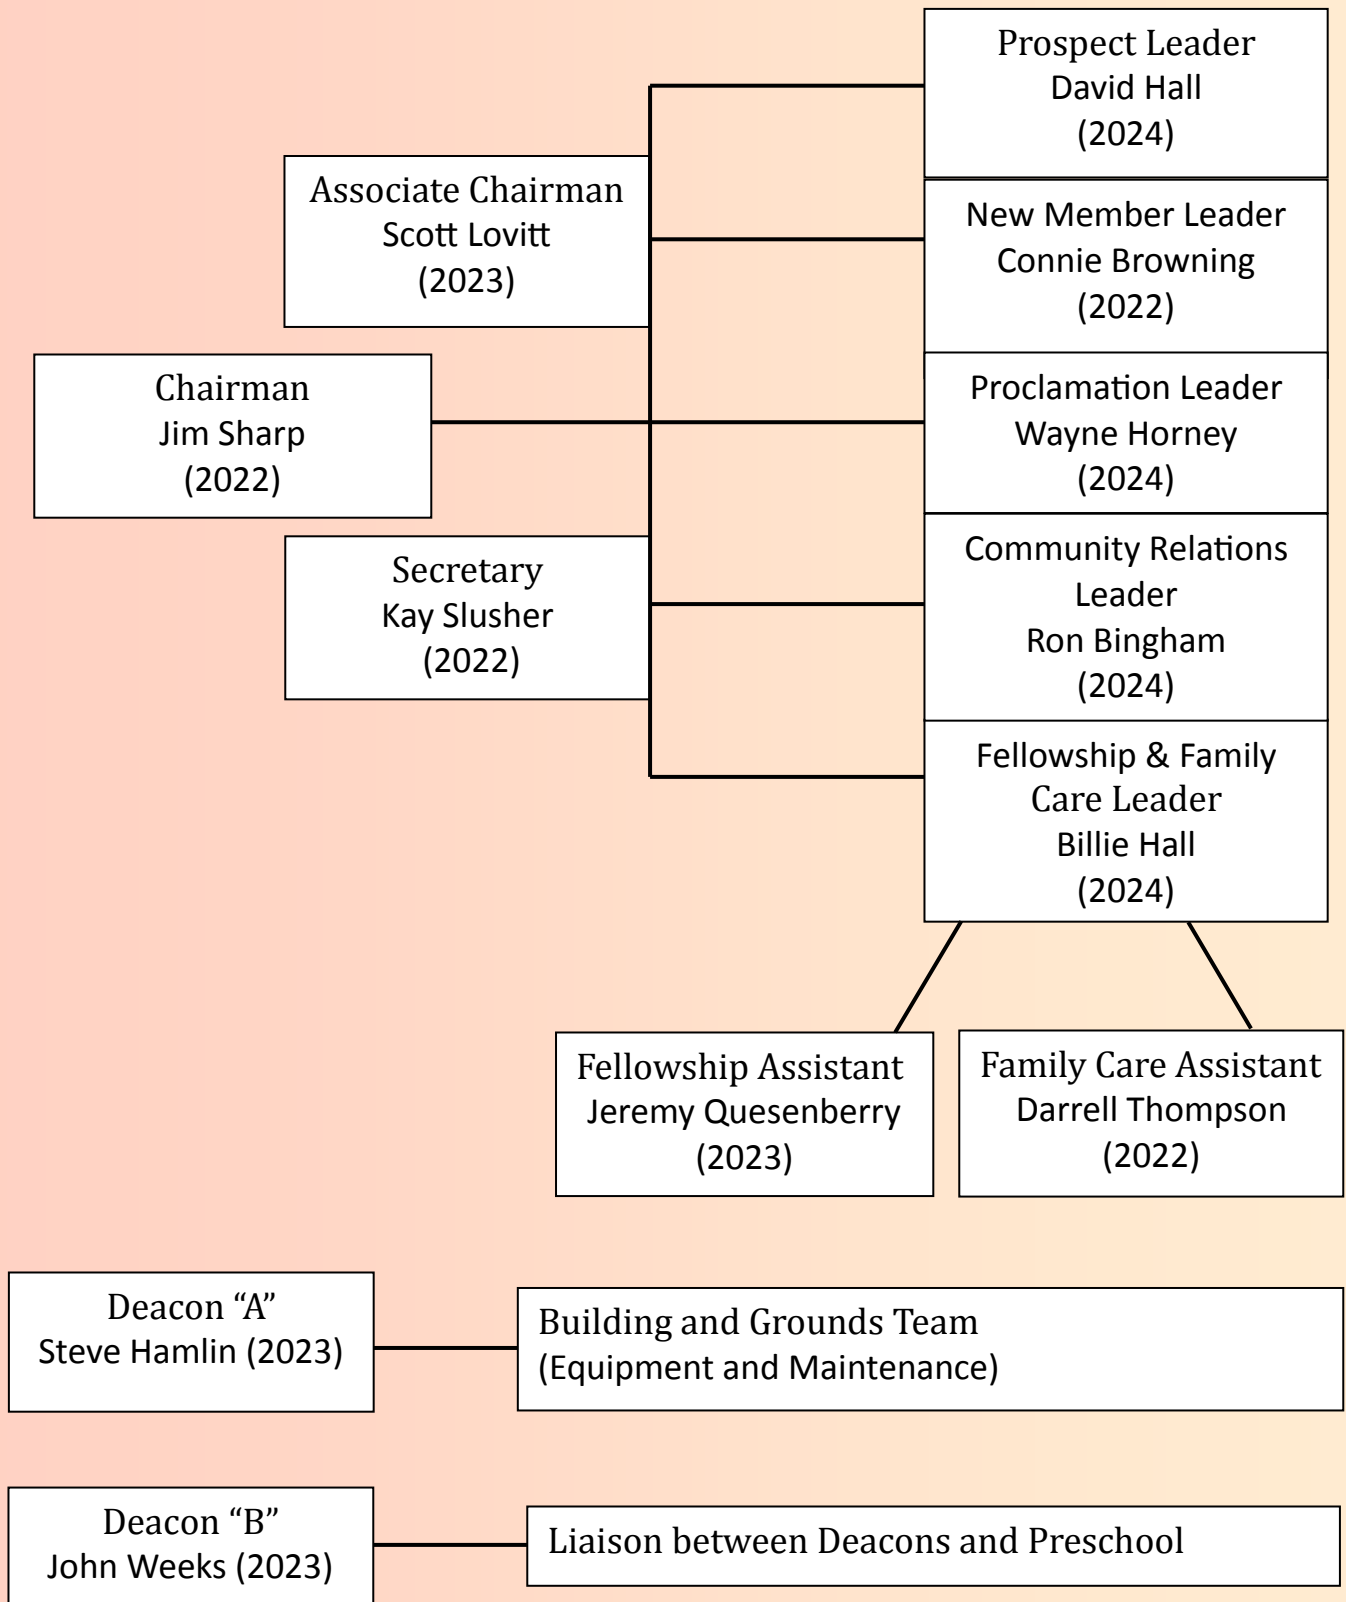 Prospect Leader
David Hall
(2024)
Associate Chairman
Scott Lovitt
(2023)
New Member Leader
Connie Browning
(2022)
Chairman
Jim Sharp
(2022)
Proclamation Leader
Wayne Horney
(2024)
Secretary
Kay Slusher
(2022)
Community Relations
Leader
Ron Bingham
(2024)
Fellowship & Family
Care Leader
Billie Hall
(2024)
Fellowship Assistant
Jeremy Quesenberry
(2023)
Family Care Assistant
Darrell Thompson
(2022)
Deacon “A”
Steve Hamlin (2023)
Building and Grounds Team
(Equipment and Maintenance)
Deacon “B”
John Weeks (2023)
Liaison between Deacons and Preschool